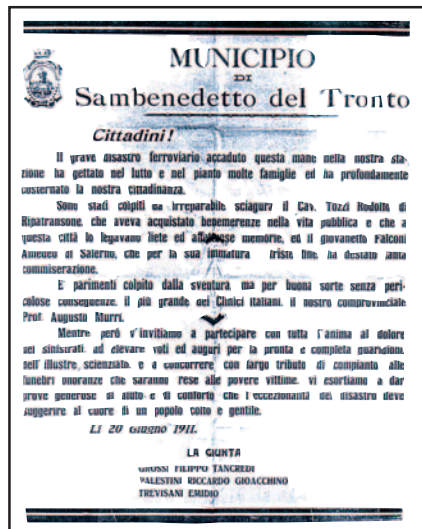 MUNICIPIO
DI
Sambenedetto del Tronto
Cittadini!
Il grave disastro ferroviario accaduto questa mane nella nostra sta-
zione ha gettato nel lutto e nel pianto molte famiglie ed ha profondamente
costernato la nostra cittadinanza.
Sono stati colpiti da irreparabile sciagura il Cav. Tozzi Rodolfo di
Ripatransone, che aveva acquistato benemerenze nella vita pubblica e che a
questa città lo legavano liete ed affettuose memorie, ed il giovanetto Falconi
Amedeo di Salerno, che per la sua immatura triste fine, ha destato tanta
commiserazione.
E' parimenti colpito dalla sventura, ma per buona sorte senza peri-
colose conseguenze, il più grande dei Clinici italiani, il nostro comprovinciale
Prof. Augusto Murri.
Mentre però v'invitiamo a partecipare con tutta l'anima al dolore
dei sinistrati, ad elevare voti ed auguri per la pronta e completa guarigione
dell'illustre scienziato, e a concorrere con largo tributo di compianto alle
funebri onoranze che saranno rese alle povere vittime, vi esortiamo a dar
prove generose di aiuto e di conforto che l'eccezionalità del disastro deve
suggerire al cuore di un popolo colto e gentile.
Lì 20 Giugno 1911.
LA GIUNTA
GROSSI FILIPPO TANCREDI
PALESTINI RICCARDO GIOACCHINO
TREVISANI EMIDIO